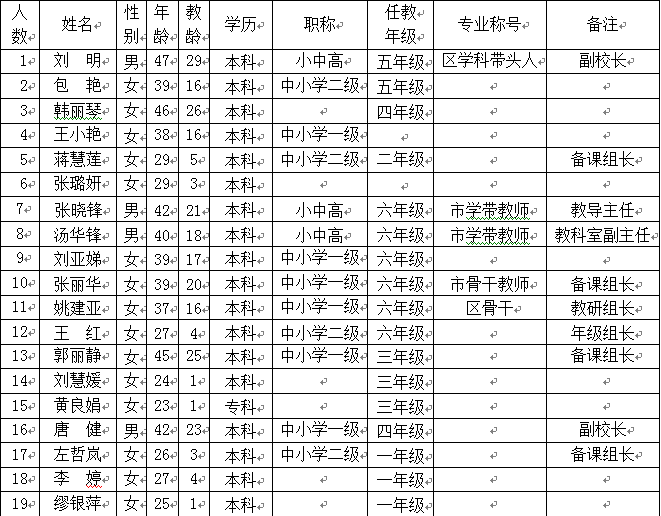 人数 姓名 性别 年龄 教龄 学历 职称 任教年级 专业称号 备注
1 刘 明 男 47 29 本科 小中高 五年级 区学科带头人 副校长
2 包 艳 女 39 16 本科 中小学二级 五年级
3 韩丽琴 女 46 26 本科 四年级
4 王小艳 女 38 16 本科 中小学一级
5 蒋慧莲 女 29 5 本科 中小学二级 二年级 备课组长
6 张璐妍 女 29 3 本科
7 张晓锋 男 42 21 本科 小中高 六年级 市学带教师 教导主任
8 汤华锋 男 40 18 本科 小中高 六年级 市学带教师 教科室副主任
9 刘亚娣 女 39 17 本科 中小学一级 六年级
10 张丽华 女 39 20 本科 中小学一级 六年级 市骨干教师 备课组长
11 姚建亚 女 37 16 本科 中小学一级 六年级 区骨干 教研组长
12 王 红 女 27 4 本科 中小学二级 六年级 年级组长
13 郭丽静 女 45 25 本科 中小学一级 三年级 备课组长
14 刘慧媛 女 24 1 本科 三年级
15 黄良娟 女 23 1 专科 三年级
16 唐 健 男 42 23 本科 中小学一级 四年级 副校长
17 左哲岚 女 26 3 本科 中小学二级 一年级 备课组长
18 李 婷 女 27 4 本科 一年级
19 缪银萍 女 25 1 本科 一年级